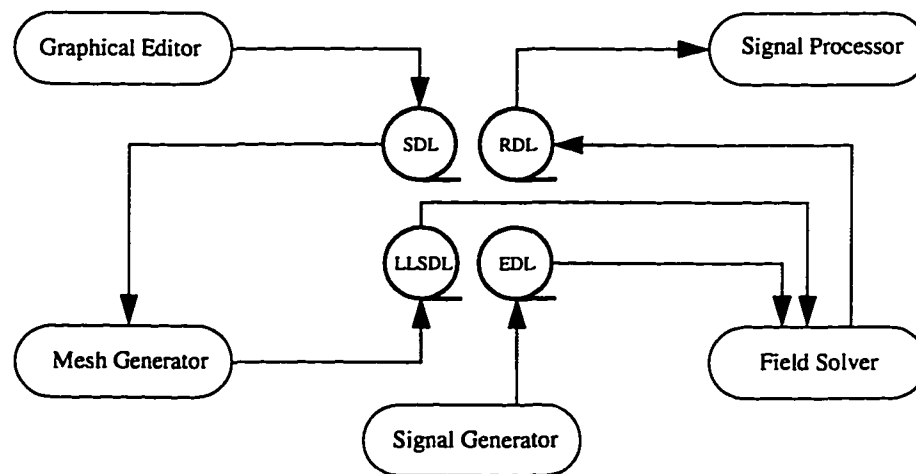 Graphical Editor
Signal Processor
SDL
RDL
LLSDL
EDL
Mesh Generator
Field Solver
Signal Generator